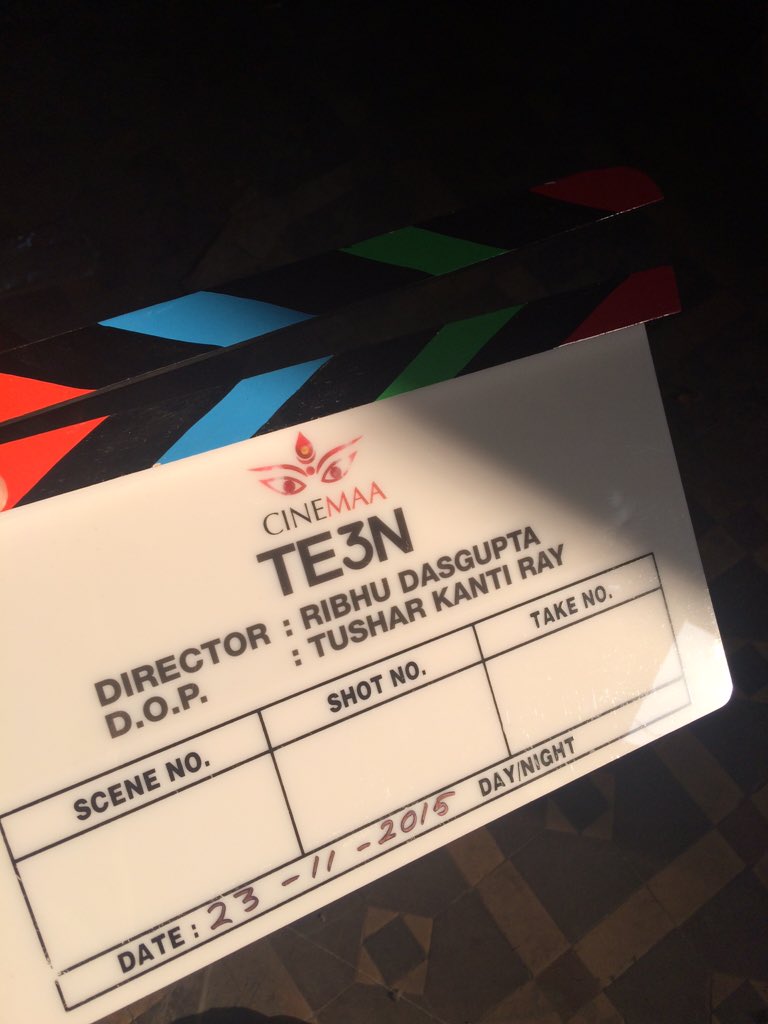 CINEMAA
TE3N
DIRECTOR : RIBHU DASGUPTA
D.O.P. : TUSHAR KANTI RAY
SCENE NO. SHOT NO. TAKE NO.
DATE : 23-11-2015 DAY/NIGHT